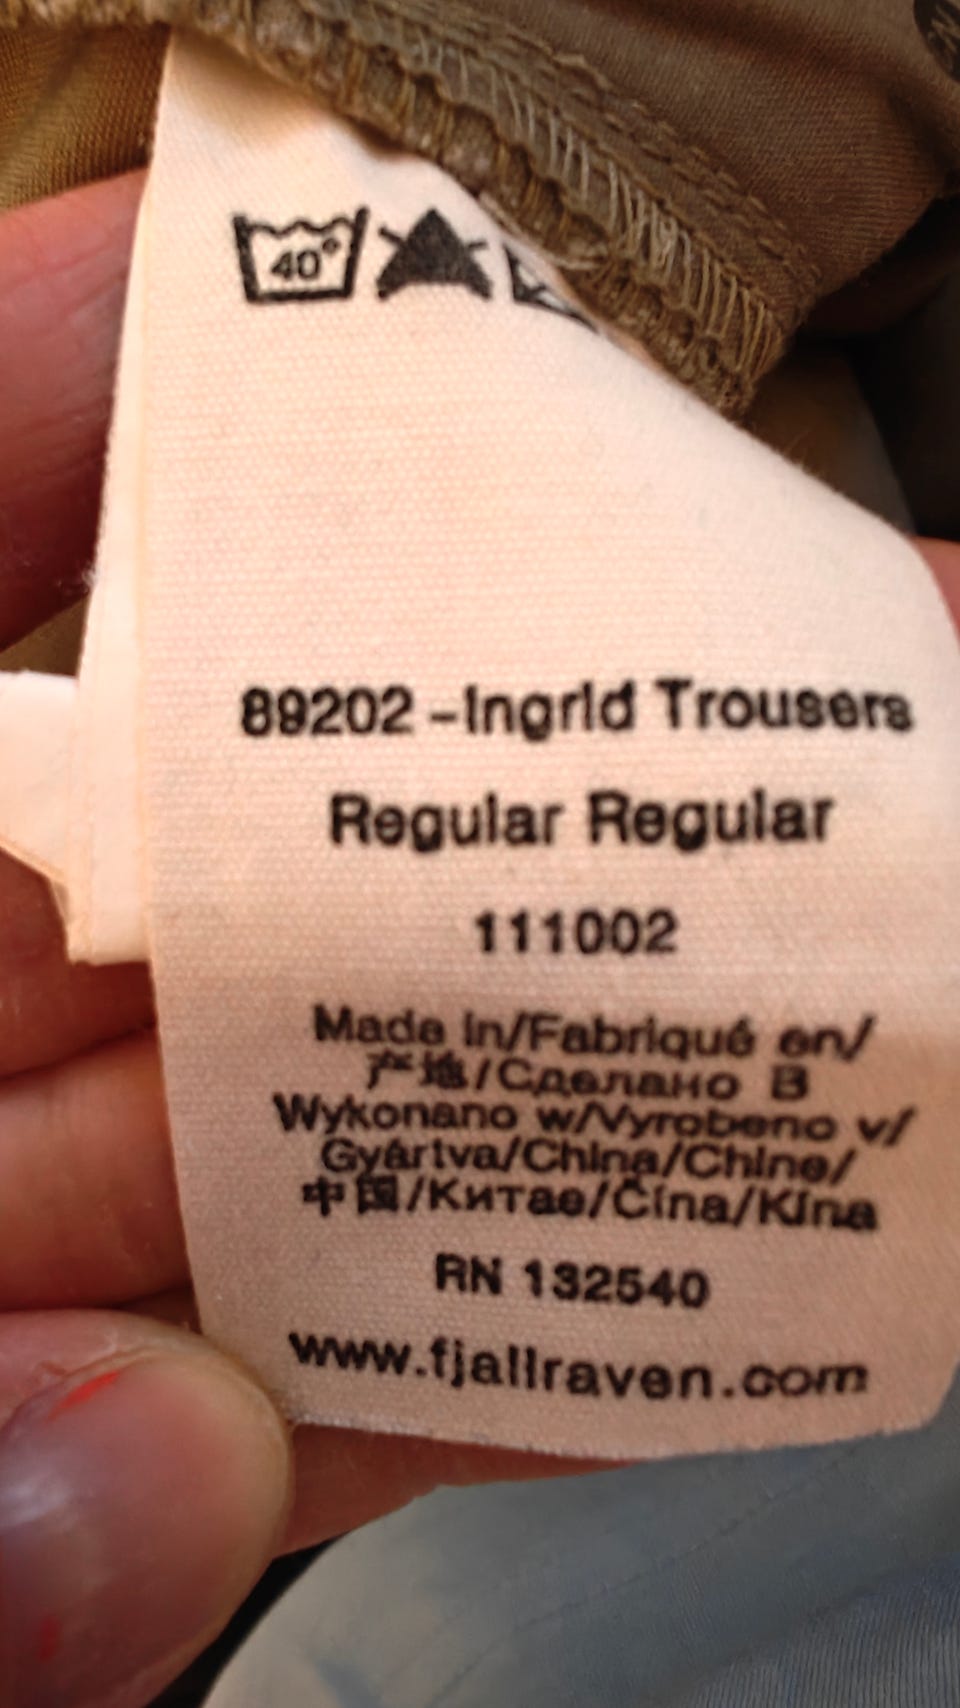 40°
89202 -Ingrid Trousers
Regular Regular
111002
Made in/Fabriqué en/
产地/Сделано в
Wykonano w/Vyrobeno v/
Gyártva/China/Chine/
中国/Китае/Čína/Kína
RN 132540
www.fjallraven.com